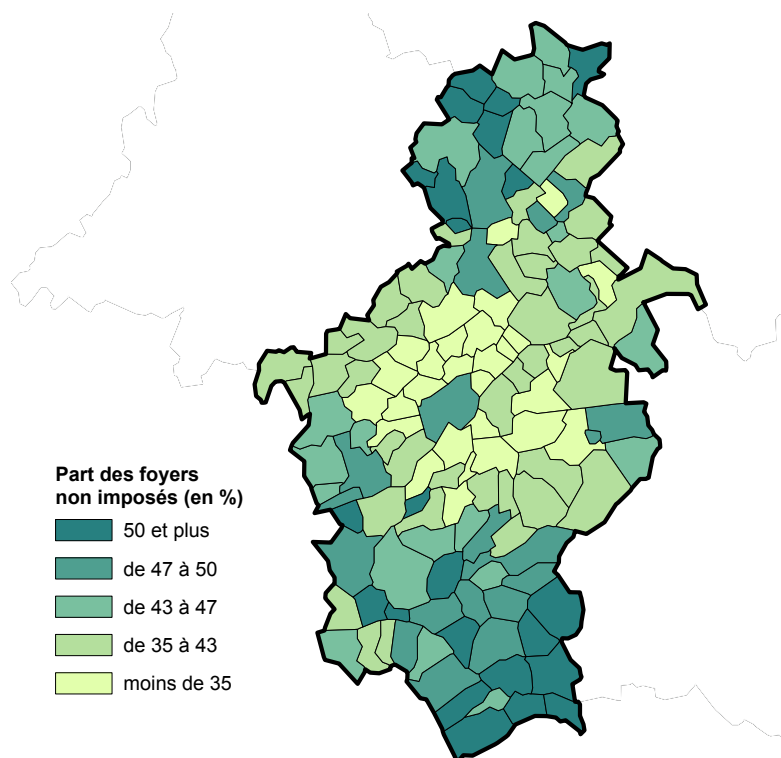 Part des foyers
non imposés (en %)
50 et plus
de 47 à 50
de 43 à 47
de 35 à 43
moins de 35